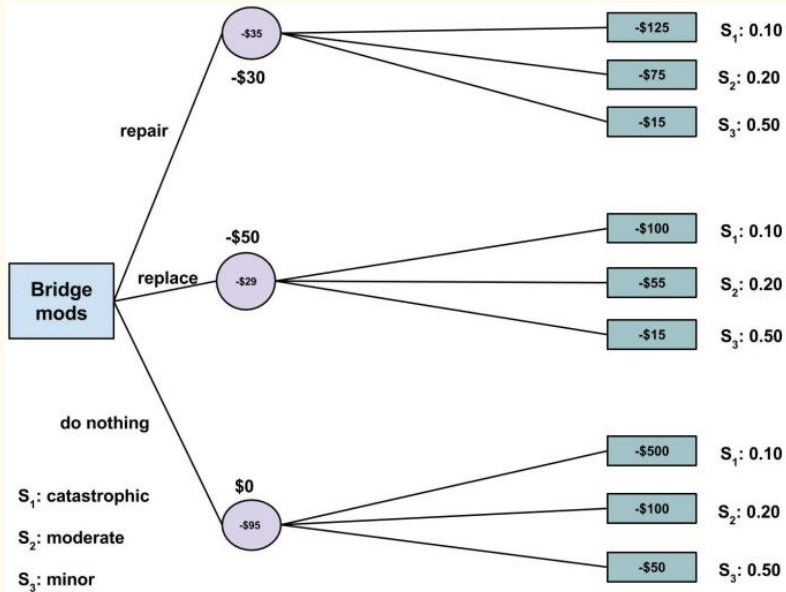 -$35
-$30
-$125 S₁: 0.10
-$75 S₂: 0.20
-$15 S₃: 0.50
repair
-$50
-$29
replace
-$100 S₁: 0.10
-$55 S₂: 0.20
-$15 S₃: 0.50
Bridge
mods
do nothing
$0
-$95
-$500 S₁: 0.10
-$100 S₂: 0.20
-$50 S₃: 0.50
S₁: catastrophic
S₂: moderate
S₃: minor